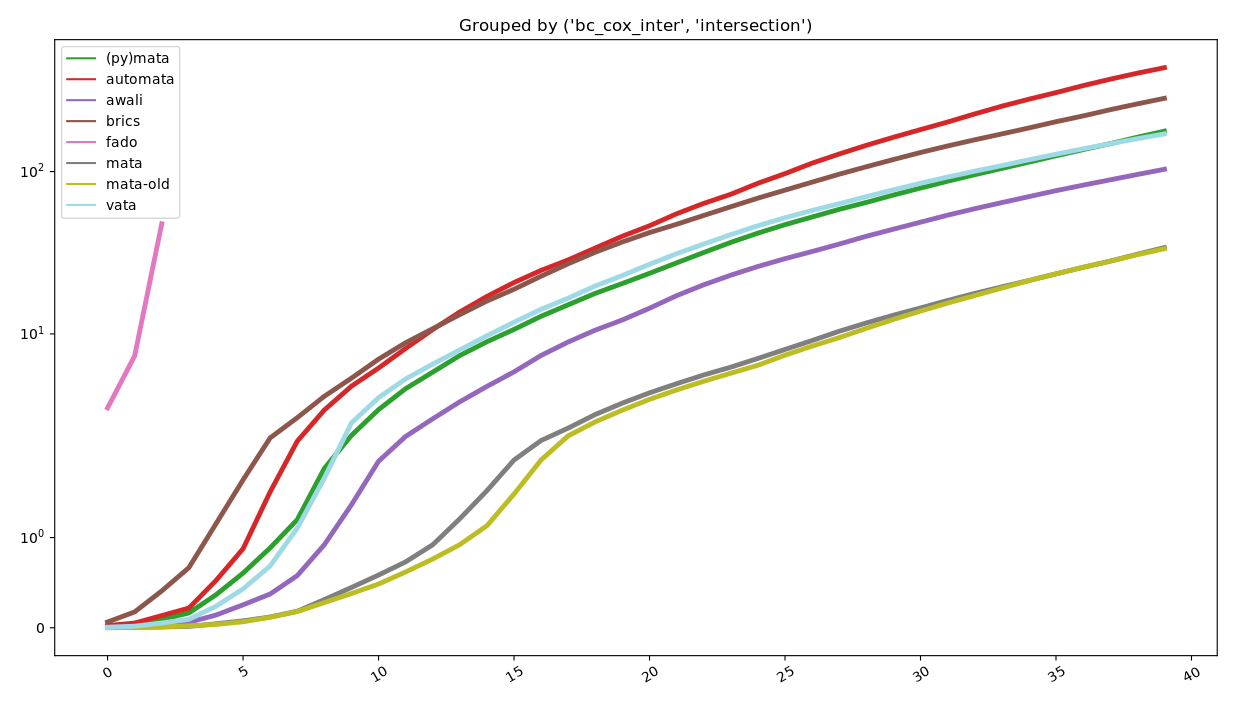 Grouped by ('bc_cox_inter', 'intersection')
(py)mata
automata
awali
brics
fado
mata
mata-old
vata
10²
10¹
10⁰
0
0
5
10
15
20
25
30
35
40